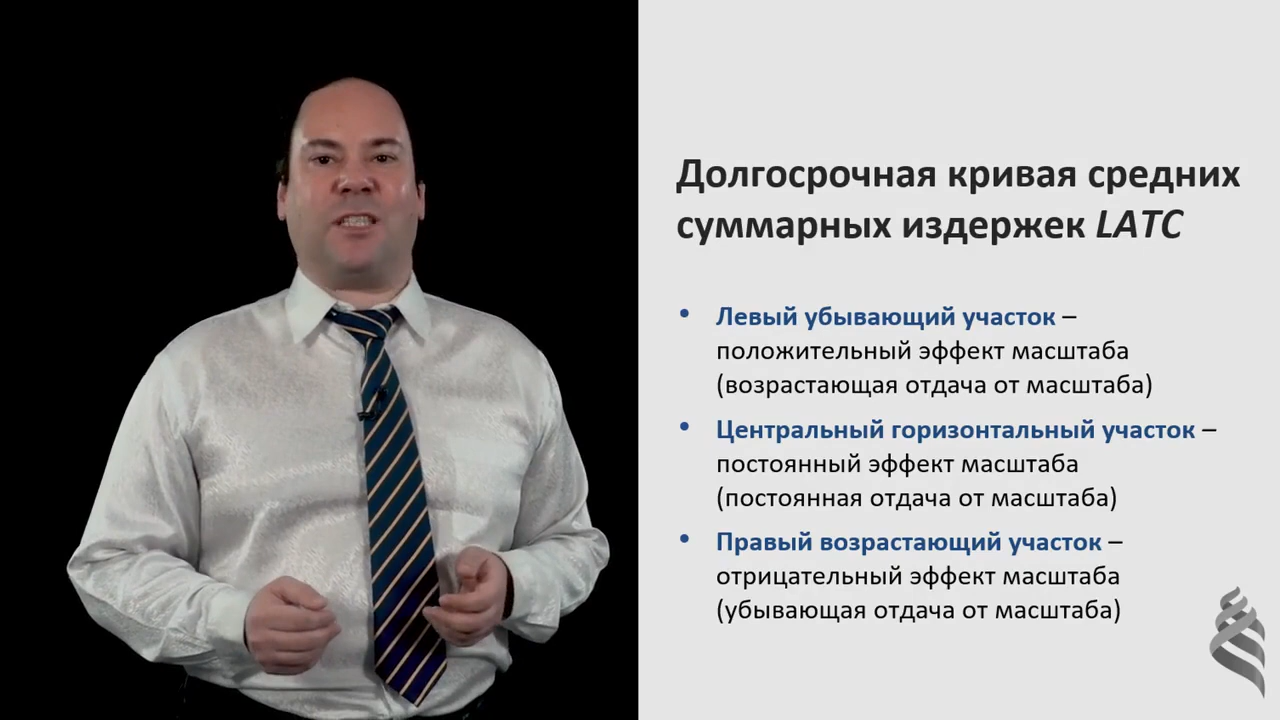 Долгосрочная кривая средних
суммарных издержек LATC
• Левый убывающий участок –
положительный эффект масштаба
(возрастающая отдача от масштаба)
• Центральный горизонтальный участок –
постоянный эффект масштаба
(постоянная отдача от масштаба)
• Правый возрастающий участок –
отрицательный эффект масштаба
(убывающая отдача от масштаба)